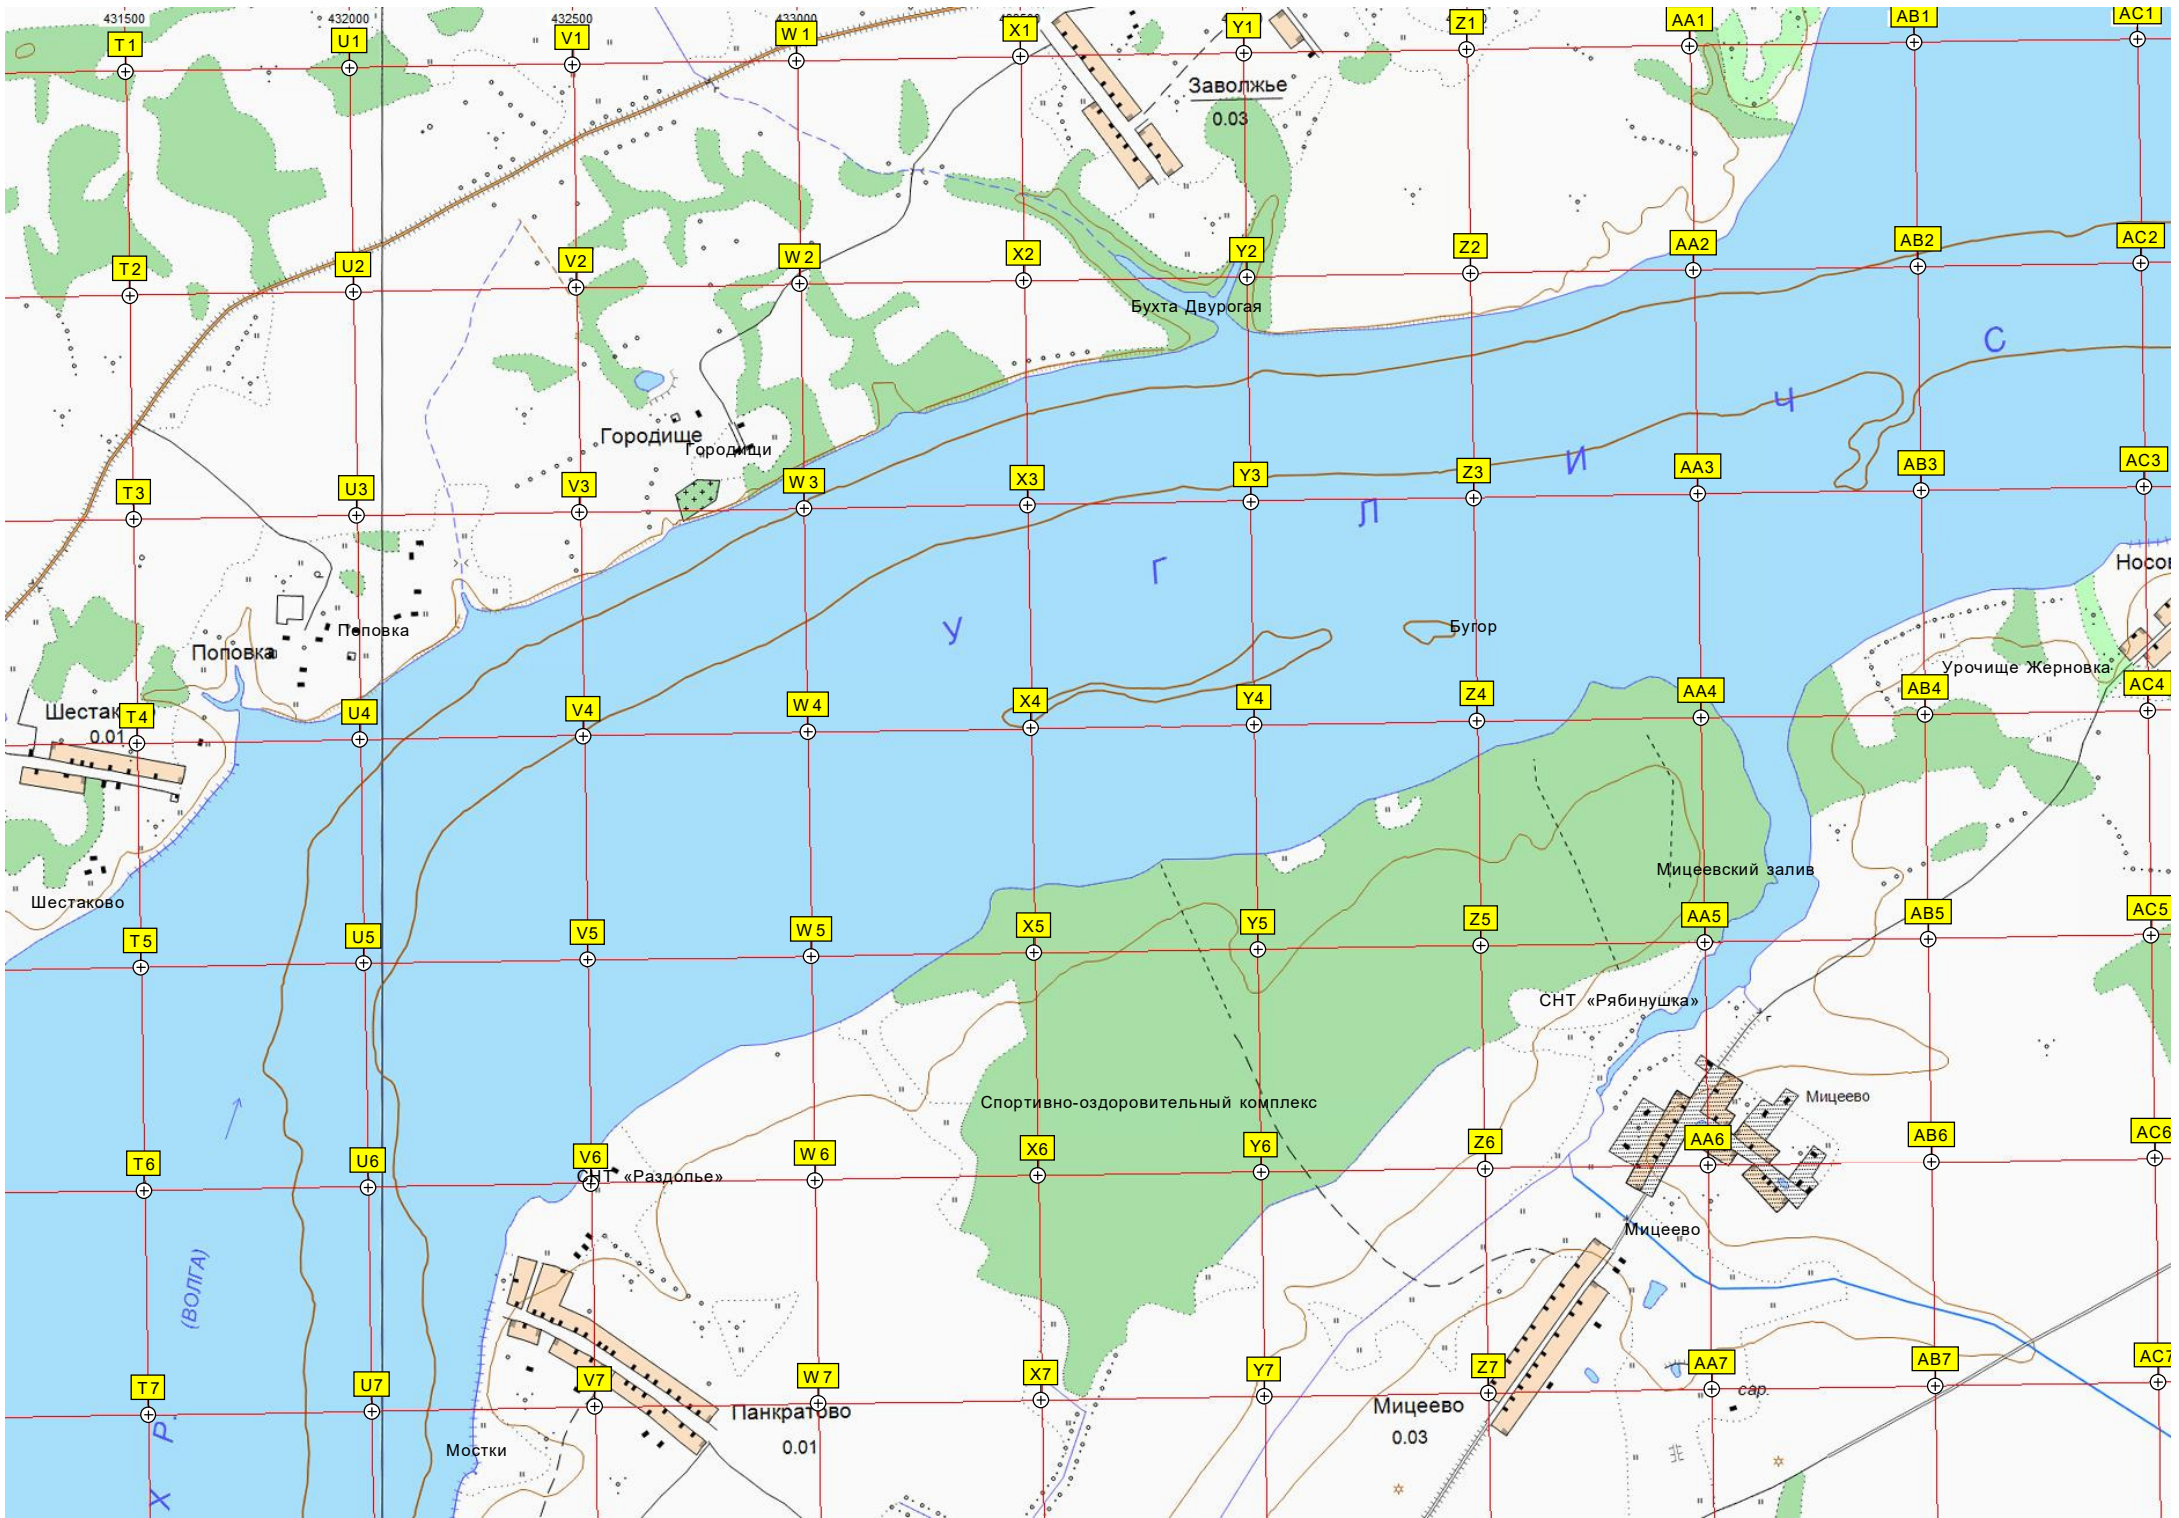 431500 432000 432500 433000
T1 U1 V1 W1 X1 Y1 Z1 AA1 AB1 AC1
Заволжье
0.03
T2 U2 V2 W2 X2 Y2 Z2 AA2 AB2 AC2
Бухта Двурогая
С
Ч
Городище
Городищи
И
T3 U3 V3 W3 X3 Y3 Z3 AA3 AB3 AC3
Л
Г
Носов
У
Бугор
Поповка
Поповка
Урочище Жерновка
Шестак
0.01
T4 U4 V4 W4 X4 Y4 Z4 AA4 AB4 AC4
Мицеевский залив
Шестаково
T5 U5 V5 W5 X5 Y5 Z5 AA5 AB5 AC5
СНТ «Рябинушка»
Мицеево
Спортивно-оздоровительный комплекс
T6 U6 V6 W6 X6 Y6 Z6 AA6 AB6 AC6
СНТ «Раздолье»
Мицеево
(ВОЛГА)
T7 U7 V7 W7 X7 Y7 Z7 AA7 AB7 AC7
сар.
Панкратово
0.01
Мицеево
0.03
Р.
Мостки
Х